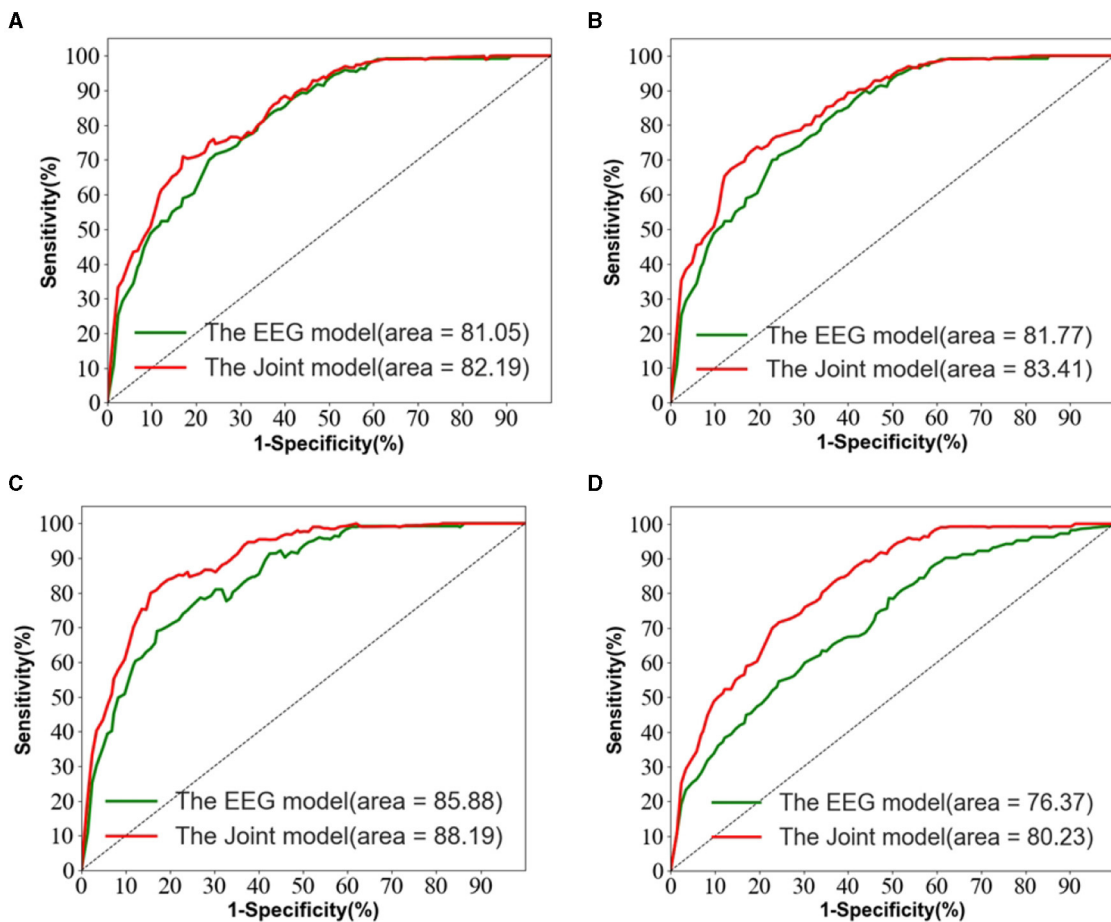 A
100
90
80
70
60
50
40
30
20
10
0
Sensitivity(%)
The EEG model(area = 81.05)
The Joint model(area = 82.19)
0 10 20 30 40 50 60 70 80 90
1-Specificity(%)
B
100
90
80
70
60
50
40
30
20
10
0
Sensitivity(%)
The EEG model(area = 81.77)
The Joint model(area = 83.41)
0 10 20 30 40 50 60 70 80 90
1-Specificity(%)
C
100
90
80
70
60
50
40
30
20
10
0
Sensitivity(%)
The EEG model(area = 85.88)
The Joint model(area = 88.19)
0 10 20 30 40 50 60 70 80 90
1-Specificity(%)
D
100
90
80
70
60
50
40
30
20
10
0
Sensitivity(%)
The EEG model(area = 76.37)
The Joint model(area = 80.23)
0 10 20 30 40 50 60 70 80 90
1-Specificity(%)